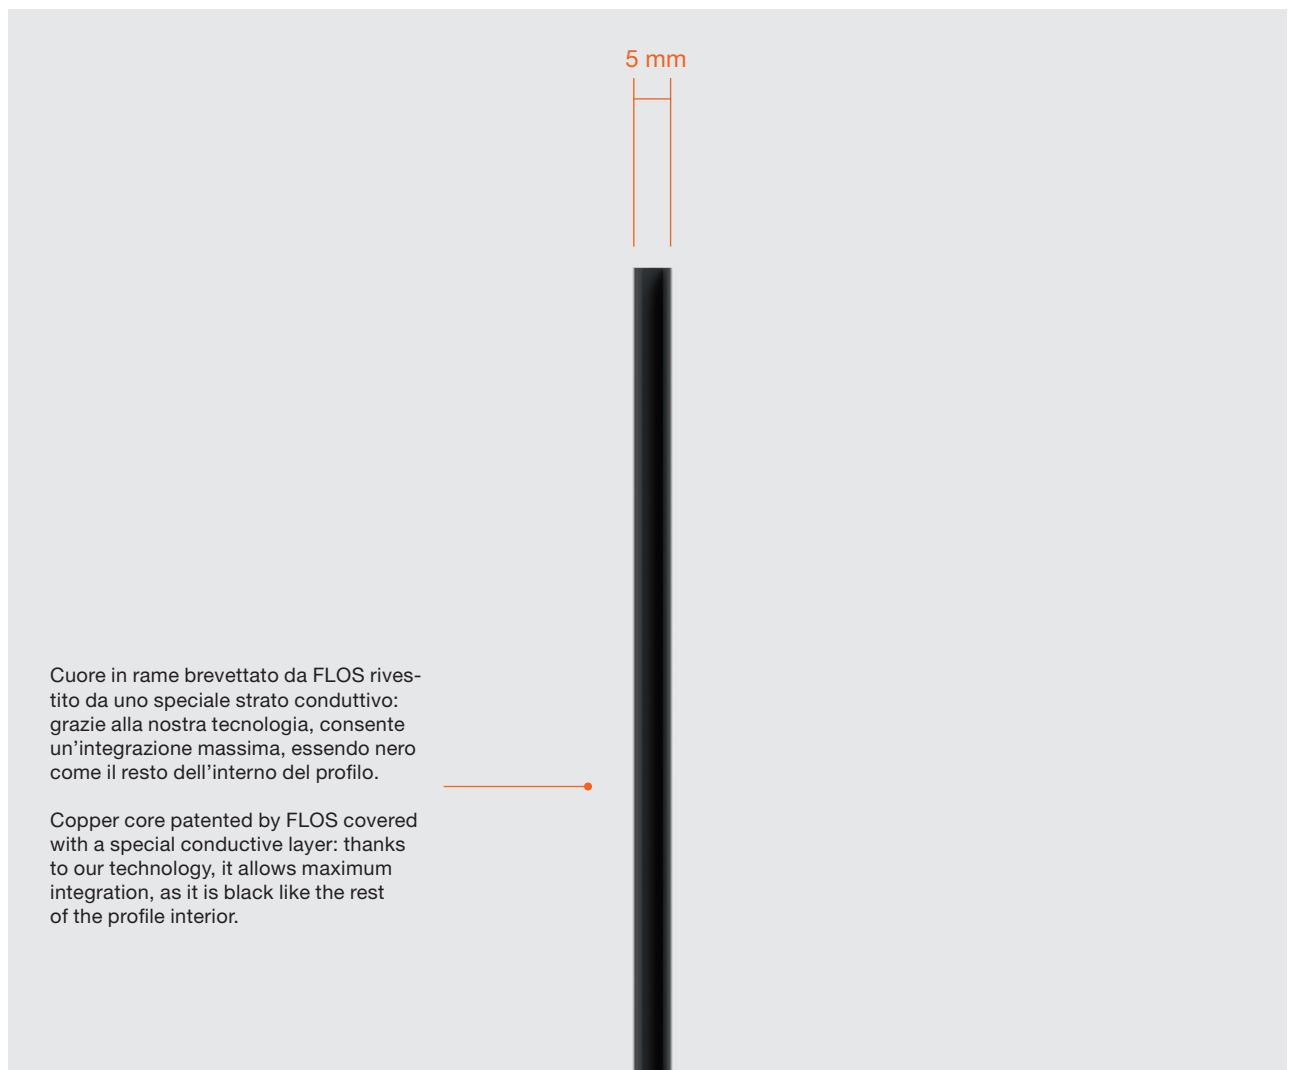 5 mm
Cuore in rame brevettato da FLOS rives-
tito da uno speciale strato conduttivo:
grazie alla nostra tecnologia, consente
un’integrazione massima, essendo nero
come il resto dell’interno del profilo.
Copper core patented by FLOS covered
with a special conductive layer: thanks
to our technology, it allows maximum
integration, as it is black like the rest
of the profile interior.